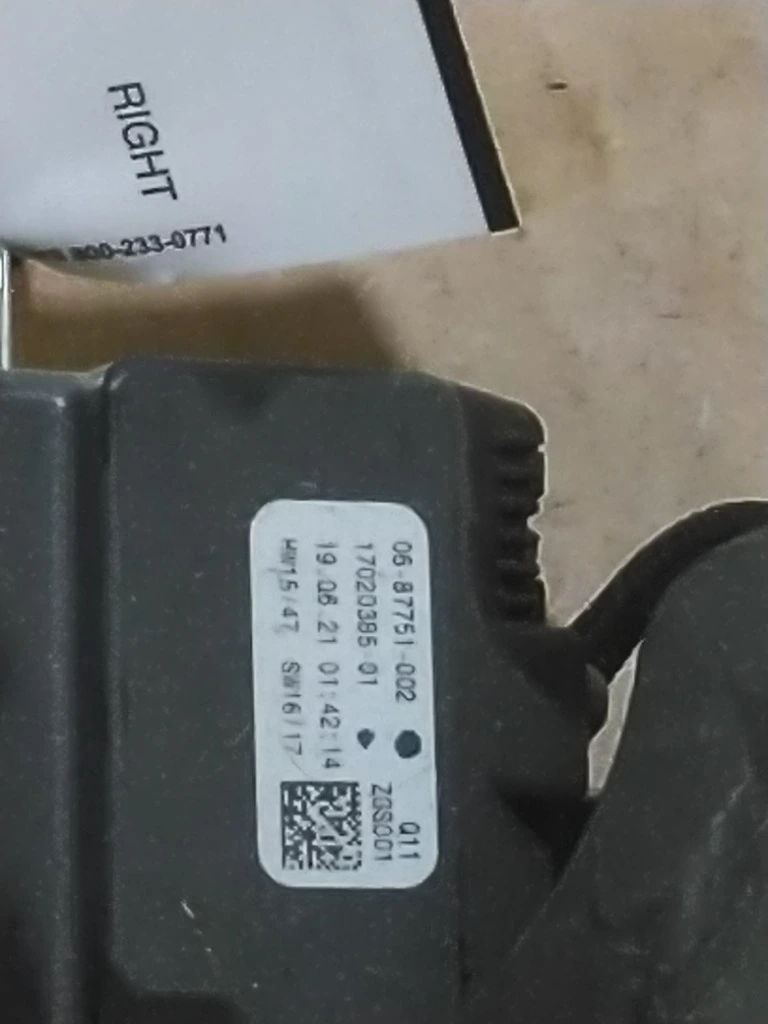 RIGHT
800-233-0771
06-87751-002 ● Q11
17020385 01 ♦ ZGS001
19 06 21 01:42:14
HW15/47 SW16/17